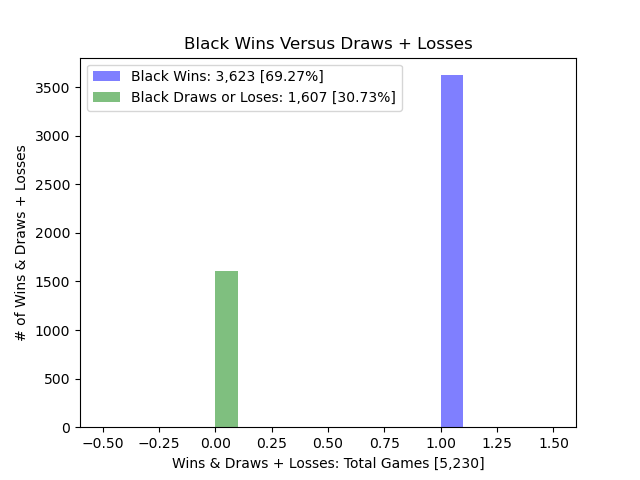 Black Wins Versus Draws + Losses
Black Wins: 3,623 [69.27%]
Black Draws or Loses: 1,607 [30.73%]
# of Wins & Draws + Losses
3500
3000
2500
2000
1500
1000
500
0
−0.50 −0.25 0.00 0.25 0.50 0.75 1.00 1.25 1.50
Wins & Draws + Losses: Total Games [5,230]